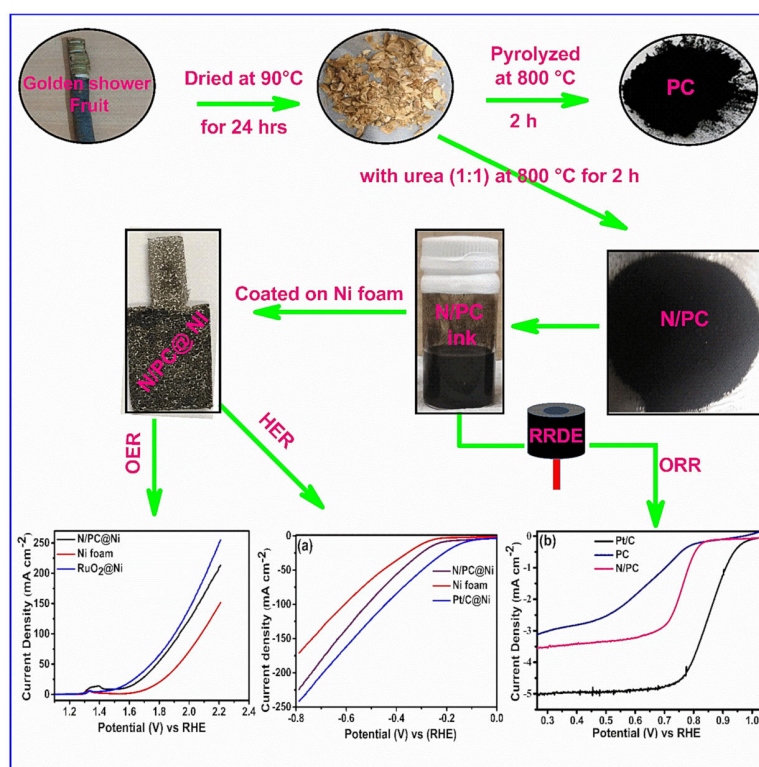 Golden shower
Fruit
Dried at 90°C
for 24 hrs
Pyrolyzed
at 800 °C
2 h
PC
with urea (1:1) at 800 °C for 2 h
N/PC@ Ni
Coated on Ni foam
N/PC
ink
N/PC
OER
HER
RRDE
ORR
Current Density (mA cm-2)
250
200
150
100
50
0
N/PC@Ni
Ni foam
RuO2@Ni
1.2 1.4 1.6 1.8 2.0 2.2 2.4
Potential (V) vs RHE
(a)
Current density (mA cm-2)
0
-50
-100
-150
-200
-250
N/PC@Ni
Ni foam
Pt/C@Ni
-0.8 -0.6 -0.4 -0.2 0.0
Potential (V) vs (RHE)
(b)
Current Density (mA cm-2)
0
-1
-2
-3
-4
-5
Pt/C
PC
N/PC
0.3 0.4 0.5 0.6 0.7 0.8 0.9 1.0
Potential (V) vs RHE